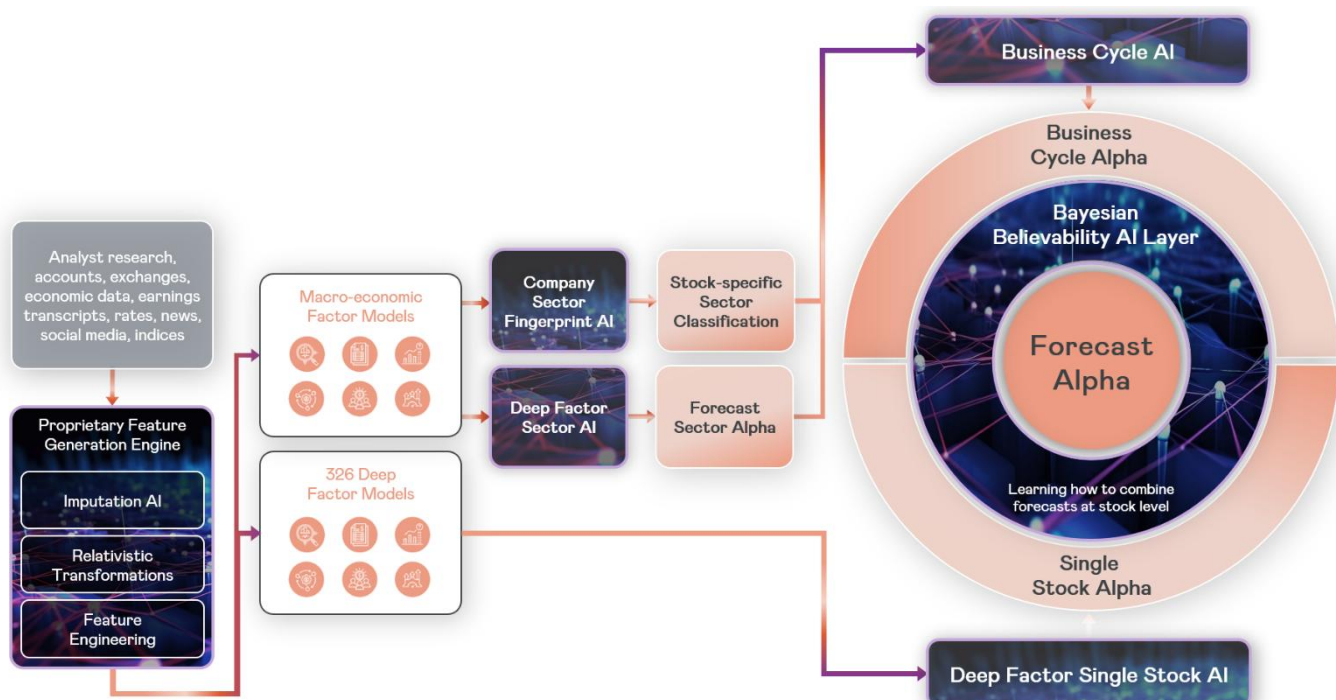 Business Cycle AI
Business
Cycle Alpha
Bayesian
Believability AI Layer
Forecast
Alpha
Learning how to combine
forecasts at stock level
Single
Stock Alpha
Deep Factor Single Stock AI
Analyst research,
accounts, exchanges,
economic data, earnings
transcripts, rates, news,
social media, indices
Proprietary Feature
Generation Engine
Imputation AI
Relativistic
Transformations
Feature
Engineering
Macro-economic
Factor Models
326 Deep
Factor Models
Company
Sector
Fingerprint AI
Stock-specific
Sector
Classification
Deep Factor
Sector AI
Forecast
Sector Alpha